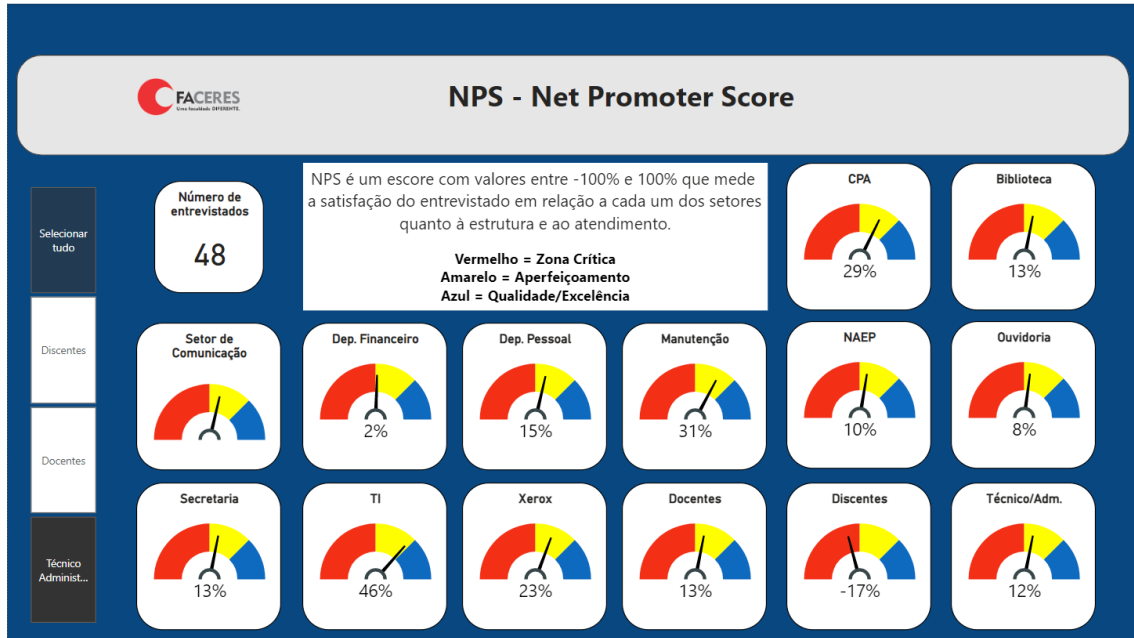 FACERES
Uma faculdade DIFERENTE.
NPS - Net Promoter Score
Selecionar
tudo
Discentes
Docentes
Técnico
Administ...
Número de
entrevistados
48
NPS é um escore com valores entre -100% e 100% que mede
a satisfação do entrevistado em relação a cada um dos setores
quanto à estrutura e ao atendimento.
Vermelho = Zona Crítica
Amarelo = Aperfeiçoamento
Azul = Qualidade/Excelência
CPA
29%
Biblioteca
13%
Setor de
Comunicação
Dep. Financeiro
2%
Dep. Pessoal
15%
Manutenção
31%
NAEP
10%
Ouvidoria
8%
Secretaria
13%
TI
46%
Xerox
23%
Docentes
13%
Discentes
-17%
Técnico/Adm.
12%